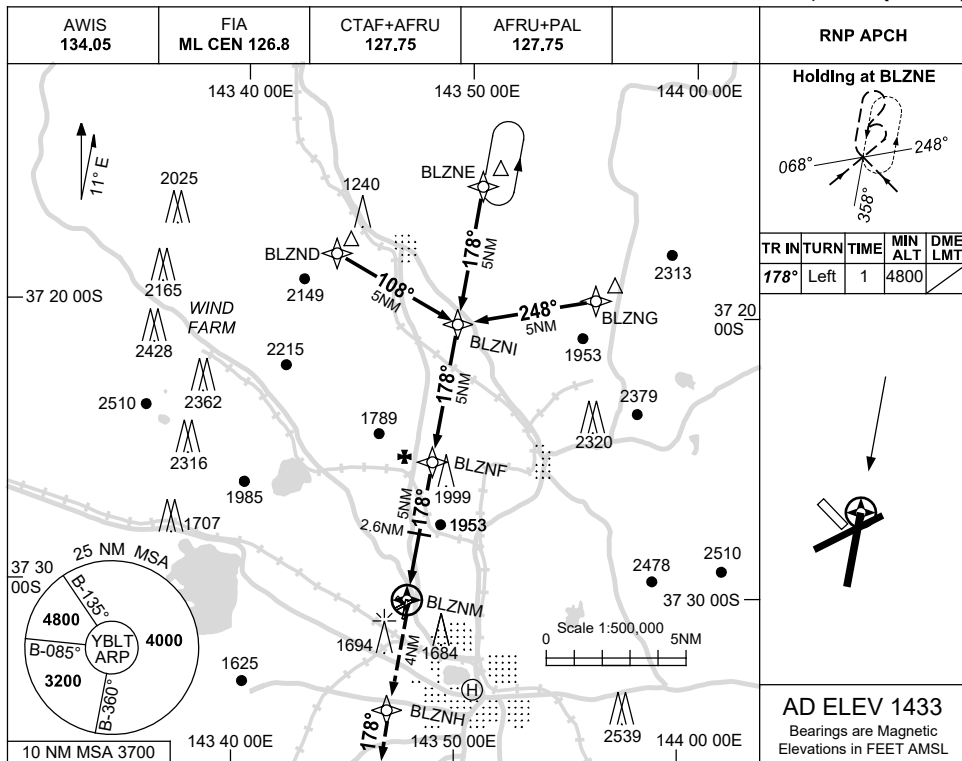 AWIS
134.05
FIA
ML CEN 126.8
CTAF+AFRU
127.75
AFRU+PAL
127.75
RNP APCH
143 40 00E
143 50 00E
144 00 00E
Holding at BLZNE
248°
068°
358°
TR IN TURN TIME MIN ALT DME LMT
178° Left 1 4800
11° E
2025
1240
BLZNE
BLZND
178°
5NM
2313
2165
2149
108°
5NM
248°
5NM
BLZNG
37 20 00S
WIND
FARM
37 20
00S
BLZNI
2428
1953
2215
178°
5NM
2362
2510
2379
1789
2316
2320
BLZNF
1985
1999
5NM
178°
1707
2.6NM
1953
25 NM MSA
37 30
00S
2510
2478
B-135°
4800
4000
YBLT
ARP
B-085°
3200
B-360°
BLZNM
37 30 00S
1694
1684
4NM
Scale 1:500,000
0
5NM
1625
H
BLZNH
178°
2539
AD ELEV 1433
Bearings are Magnetic
Elevations in FEET AMSL
10 NM MSA 3700
143 40 00E
143 50 00E
144 00 00E